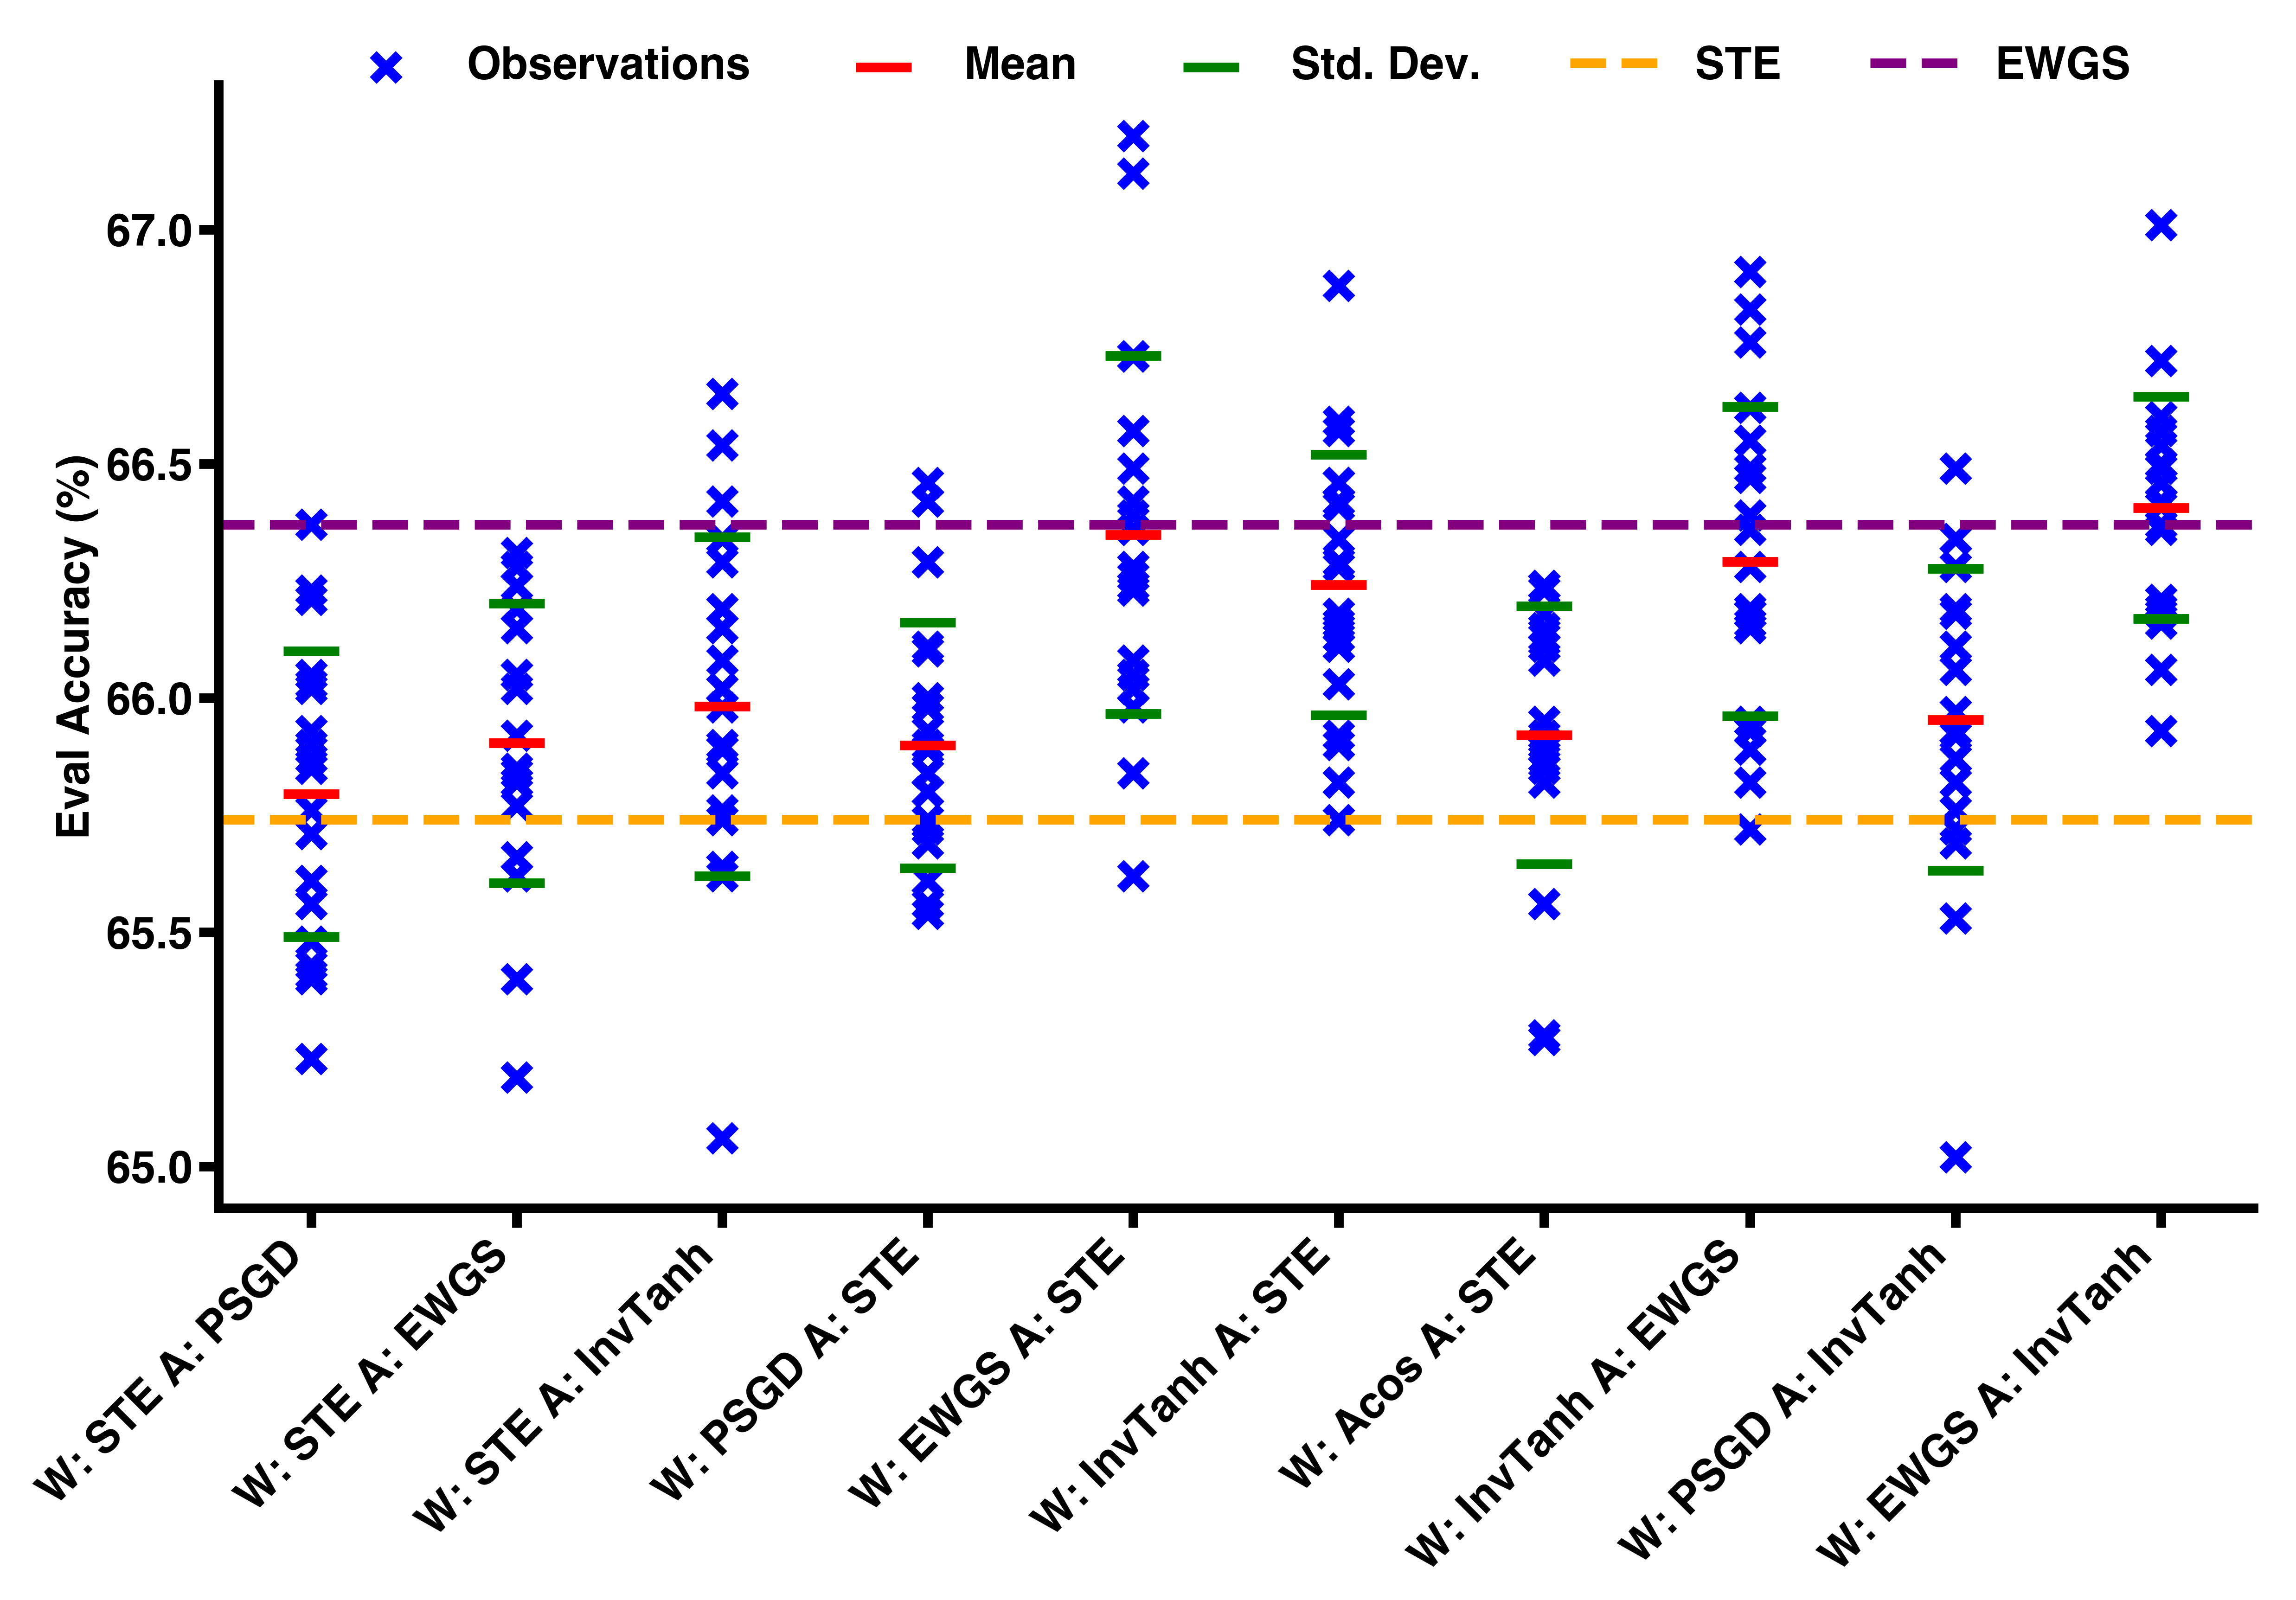 Observations Mean Std. Dev. STE EWGS
Eval Accuracy (%)
67.0
66.5
66.0
65.5
65.0
W: STE A: PSGD
W: STE A: EWGS
W: STE A: InvTanh
W: PSGD A: STE
W: EWGS A: STE
W: InvTanh A: STE
W: Acos A: STE
W: InvTanh A: EWGS
W: PSGD A: InvTanh
W: EWGS A: InvTanh